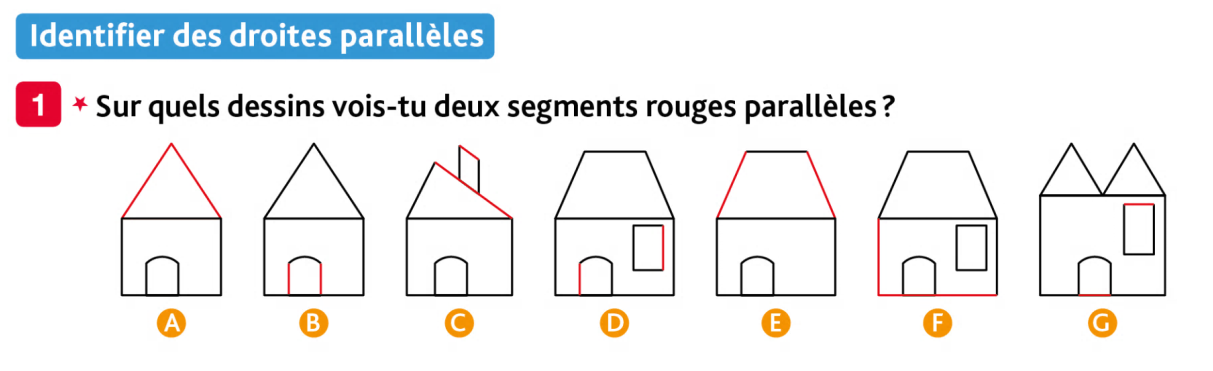 Identifier des droites parallèles
1 * Sur quels dessins vois-tu deux segments rouges parallèles ?
A B C D E F G